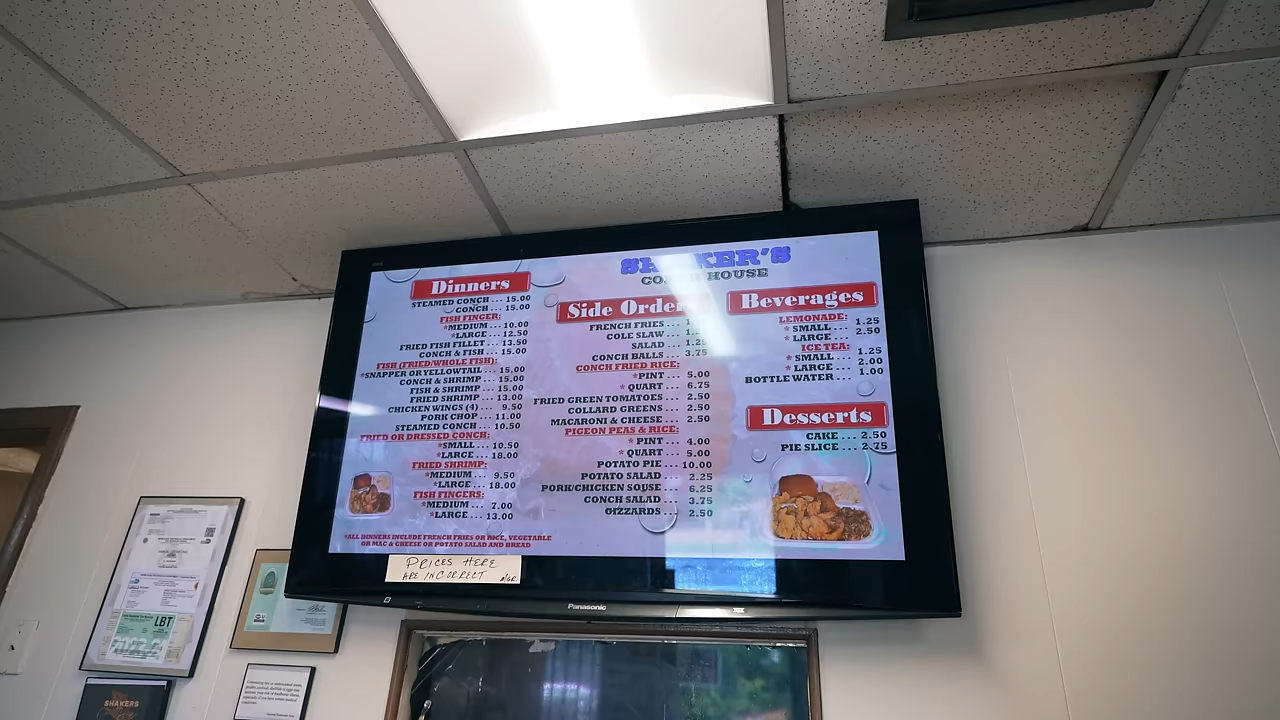 SHAKER'S
CONCH HOUSE
Dinners
STEAMED CONCH ... 15.00
CONCH ... 15.00
FISH FINGER:
*MEDIUM ... 10.00
*LARGE ... 12.50
FRIED FISH FILLET ... 13.50
CONCH & FISH ... 15.00
FISH (FRIED/WHOLE FISH):
*SNAPPER OR YELLOWTAIL ... 15.00
CONCH & SHRIMP ... 15.00
FISH & SHRIMP ... 15.00
FRIED SHRIMP ... 13.00
CHICKEN WINGS (4) ... 9.50
PORK CHOP ... 11.00
STEAMED CONCH ... 10.50
FRIED OR DRESSED CONCH:
*SMALL ... 10.50
*LARGE ... 18.00
FRIED SHRIMP:
*MEDIUM ... 9.50
*LARGE ... 18.00
FISH FINGERS:
*MEDIUM ... 7.00
*LARGE ... 13.00
*ALL DINNERS INCLUDE FRENCH FRIES OR RICE, VEGETABLE
OR MAC & CHEESE OR POTATO SALAD AND BREAD
Side Orders
FRENCH FRIES ...
COLE SLAW ...
SALAD ... 1.25
CONCH BALLS ... 3.75
CONCH FRIED RICE:
*PINT ... 5.00
* QUART ... 6.75
FRIED GREEN TOMATOES ... 2.50
COLLARD GREENS ... 2.50
MACARONI & CHEESE ... 2.50
PIGEON PEAS & RICE:
* PINT ... 4.00
* QUART ... 5.00
POTATO PIE ... 10.00
POTATO SALAD ... 2.25
PORK/CHICKEN SOUSE ... 6.25
CONCH SALAD ... 3.75
GIZZARDS ... 2.50
Beverages
LEMONADE:
* SMALL ... 1.25
* LARGE ... 2.50
ICE TEA:
* SMALL ... 1.25
* LARGE ... 2.00
BOTTLE WATER ... 1.00
Desserts
CAKE ... 2.50
PIE SLICE ... 2.75
PRICES HERE
ARE INCORRECT MGR.
Panasonic
LBT
SHAKERS